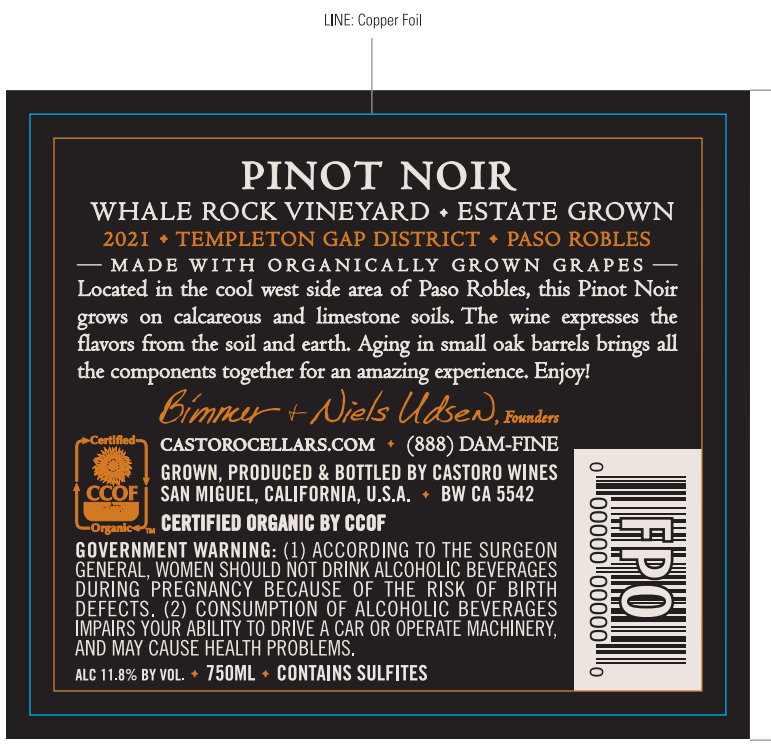 LINE: Copper Foil
PINOT NOIR
WHALE ROCK VINEYARD ✦ ESTATE GROWN
2021 ✦ TEMPLETON GAP DISTRICT ✦ PASO ROBLES
— MADE WITH ORGANICALLY GROWN GRAPES —
Located in the cool west side area of Paso Robles, this Pinot Noir
grows on calcareous and limestone soils. The wine expresses the
flavors from the soil and earth. Aging in small oak barrels brings all
the components together for an amazing experience. Enjoy!
Bimmer + Niels Udsen, Founders
Certified
CCOF
Organic™
CASTOROCELLARS.COM ✦ (888) DAM-FINE
GROWN, PRODUCED & BOTTLED BY CASTORO WINES
SAN MIGUEL, CALIFORNIA, U.S.A. ✦ BW CA 5542
CERTIFIED ORGANIC BY CCOF
GOVERNMENT WARNING: (1) ACCORDING TO THE SURGEON
GENERAL, WOMEN SHOULD NOT DRINK ALCOHOLIC BEVERAGES
DURING PREGNANCY BECAUSE OF THE RISK OF BIRTH
DEFECTS. (2) CONSUMPTION OF ALCOHOLIC BEVERAGES
IMPAIRS YOUR ABILITY TO DRIVE A CAR OR OPERATE MACHINERY,
AND MAY CAUSE HEALTH PROBLEMS.
ALC 11.8% BY VOL. ✦ 750ML ✦ CONTAINS SULFITES
0 00000 00000 0
FPO